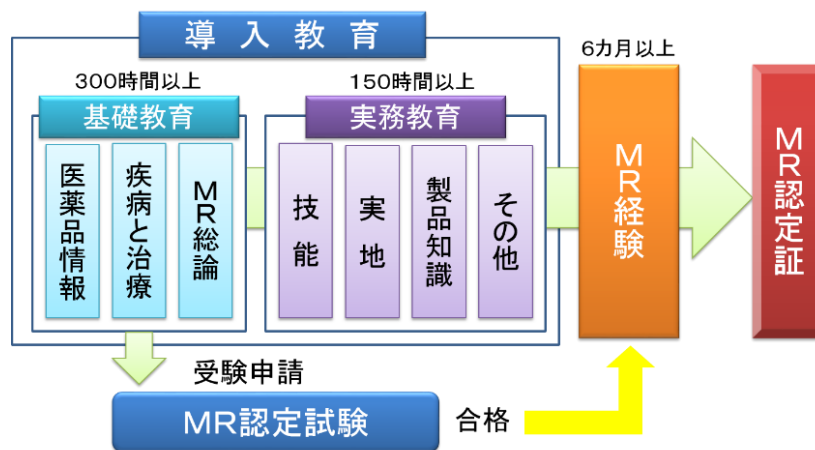 導入教育
300時間以上
基礎教育
医薬品情報
疾病と治療
MR総論
150時間以上
実務教育
技能
実地
製品知識
その他
6カ月以上
MR経験
MR認定証
受験申請
MR認定試験
合格